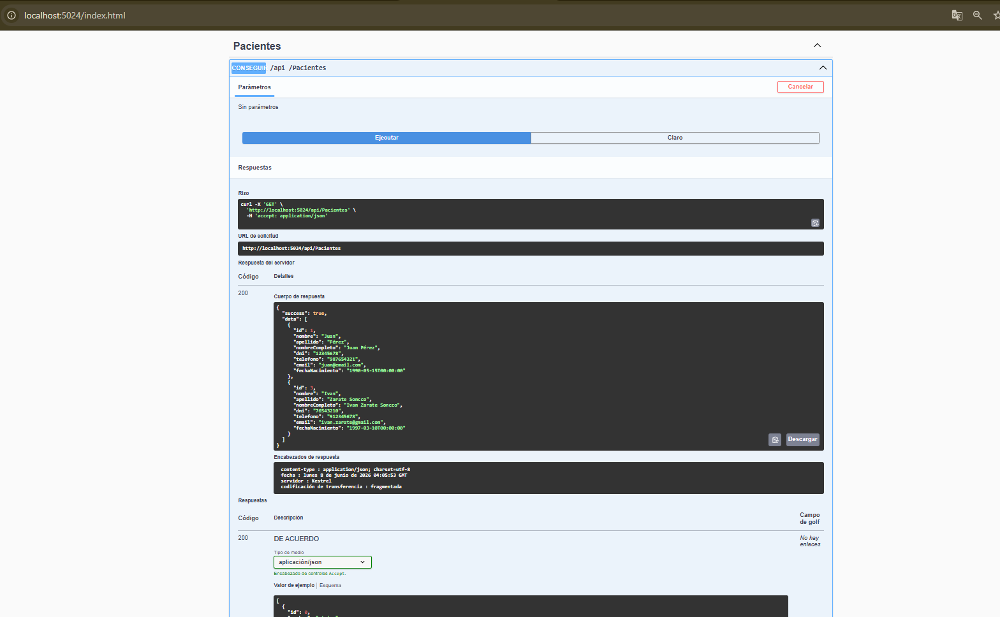 localhost:5024/index.html
Pacientes
CONSEGUIR /api /Pacientes
Parámetros
Cancelar
Sin parámetros
Ejecutar
Claro
Respuestas
Rizo
curl -X 'GET' \
'http://localhost:5024/api/Pacientes' \
-H 'accept: application/json'
URL de solicitud
http://localhost:5024/api/Pacientes
Respuesta del servidor
Código Detalles
200
Cuerpo de respuesta
{
"success": true,
"data": [
{
"id": 1,
"nombre": "Juan",
"apellido": "Pérez",
"nombreCompleto": "Juan Pérez",
"dni": "12345678",
"telefono": "987654321",
"email": "juan@email.com",
"fechaNacimiento": "1990-05-15T00:00:00"
},
{
"id": 3,
"nombre": "Ivan",
"apellido": "Zarate Soncco",
"nombreCompleto": "Ivan Zarate Soncco",
"dni": "76543210",
"telefono": "912345678",
"email": "ivan.zarate@gmail.com",
"fechaNacimiento": "1997-03-10T00:00:00"
}
]
}
Descargar
Encabezados de respuesta
content-type : application/json; charset=utf-8
fecha : lunes 8 de junio de 2026 04:05:53 GMT
servidor : Kestrel
codificación de transferencia : fragmentada
Respuestas
Código Descripción Campo
de golf
200 DE ACUERDO No hay
enlaces
Tipo de medio
aplicación/json
Encabezado de controles Accept.
Valor de ejemplo | Esquema
[
{
"id": 0,